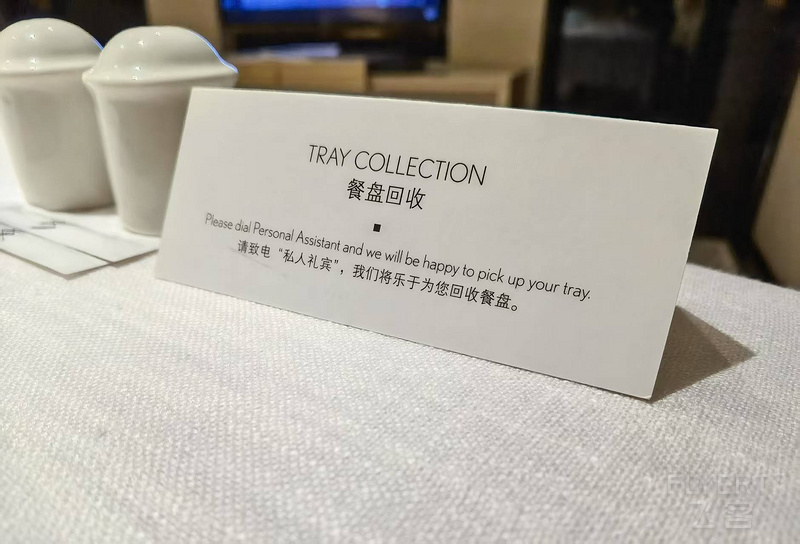 TRAY COLLECTION
餐盘回收
Please dial Personal Assistant and we will be happy to pick up your tray.
请致电“私人礼宾”，我们将乐于为您回收餐盘。
FLYERT